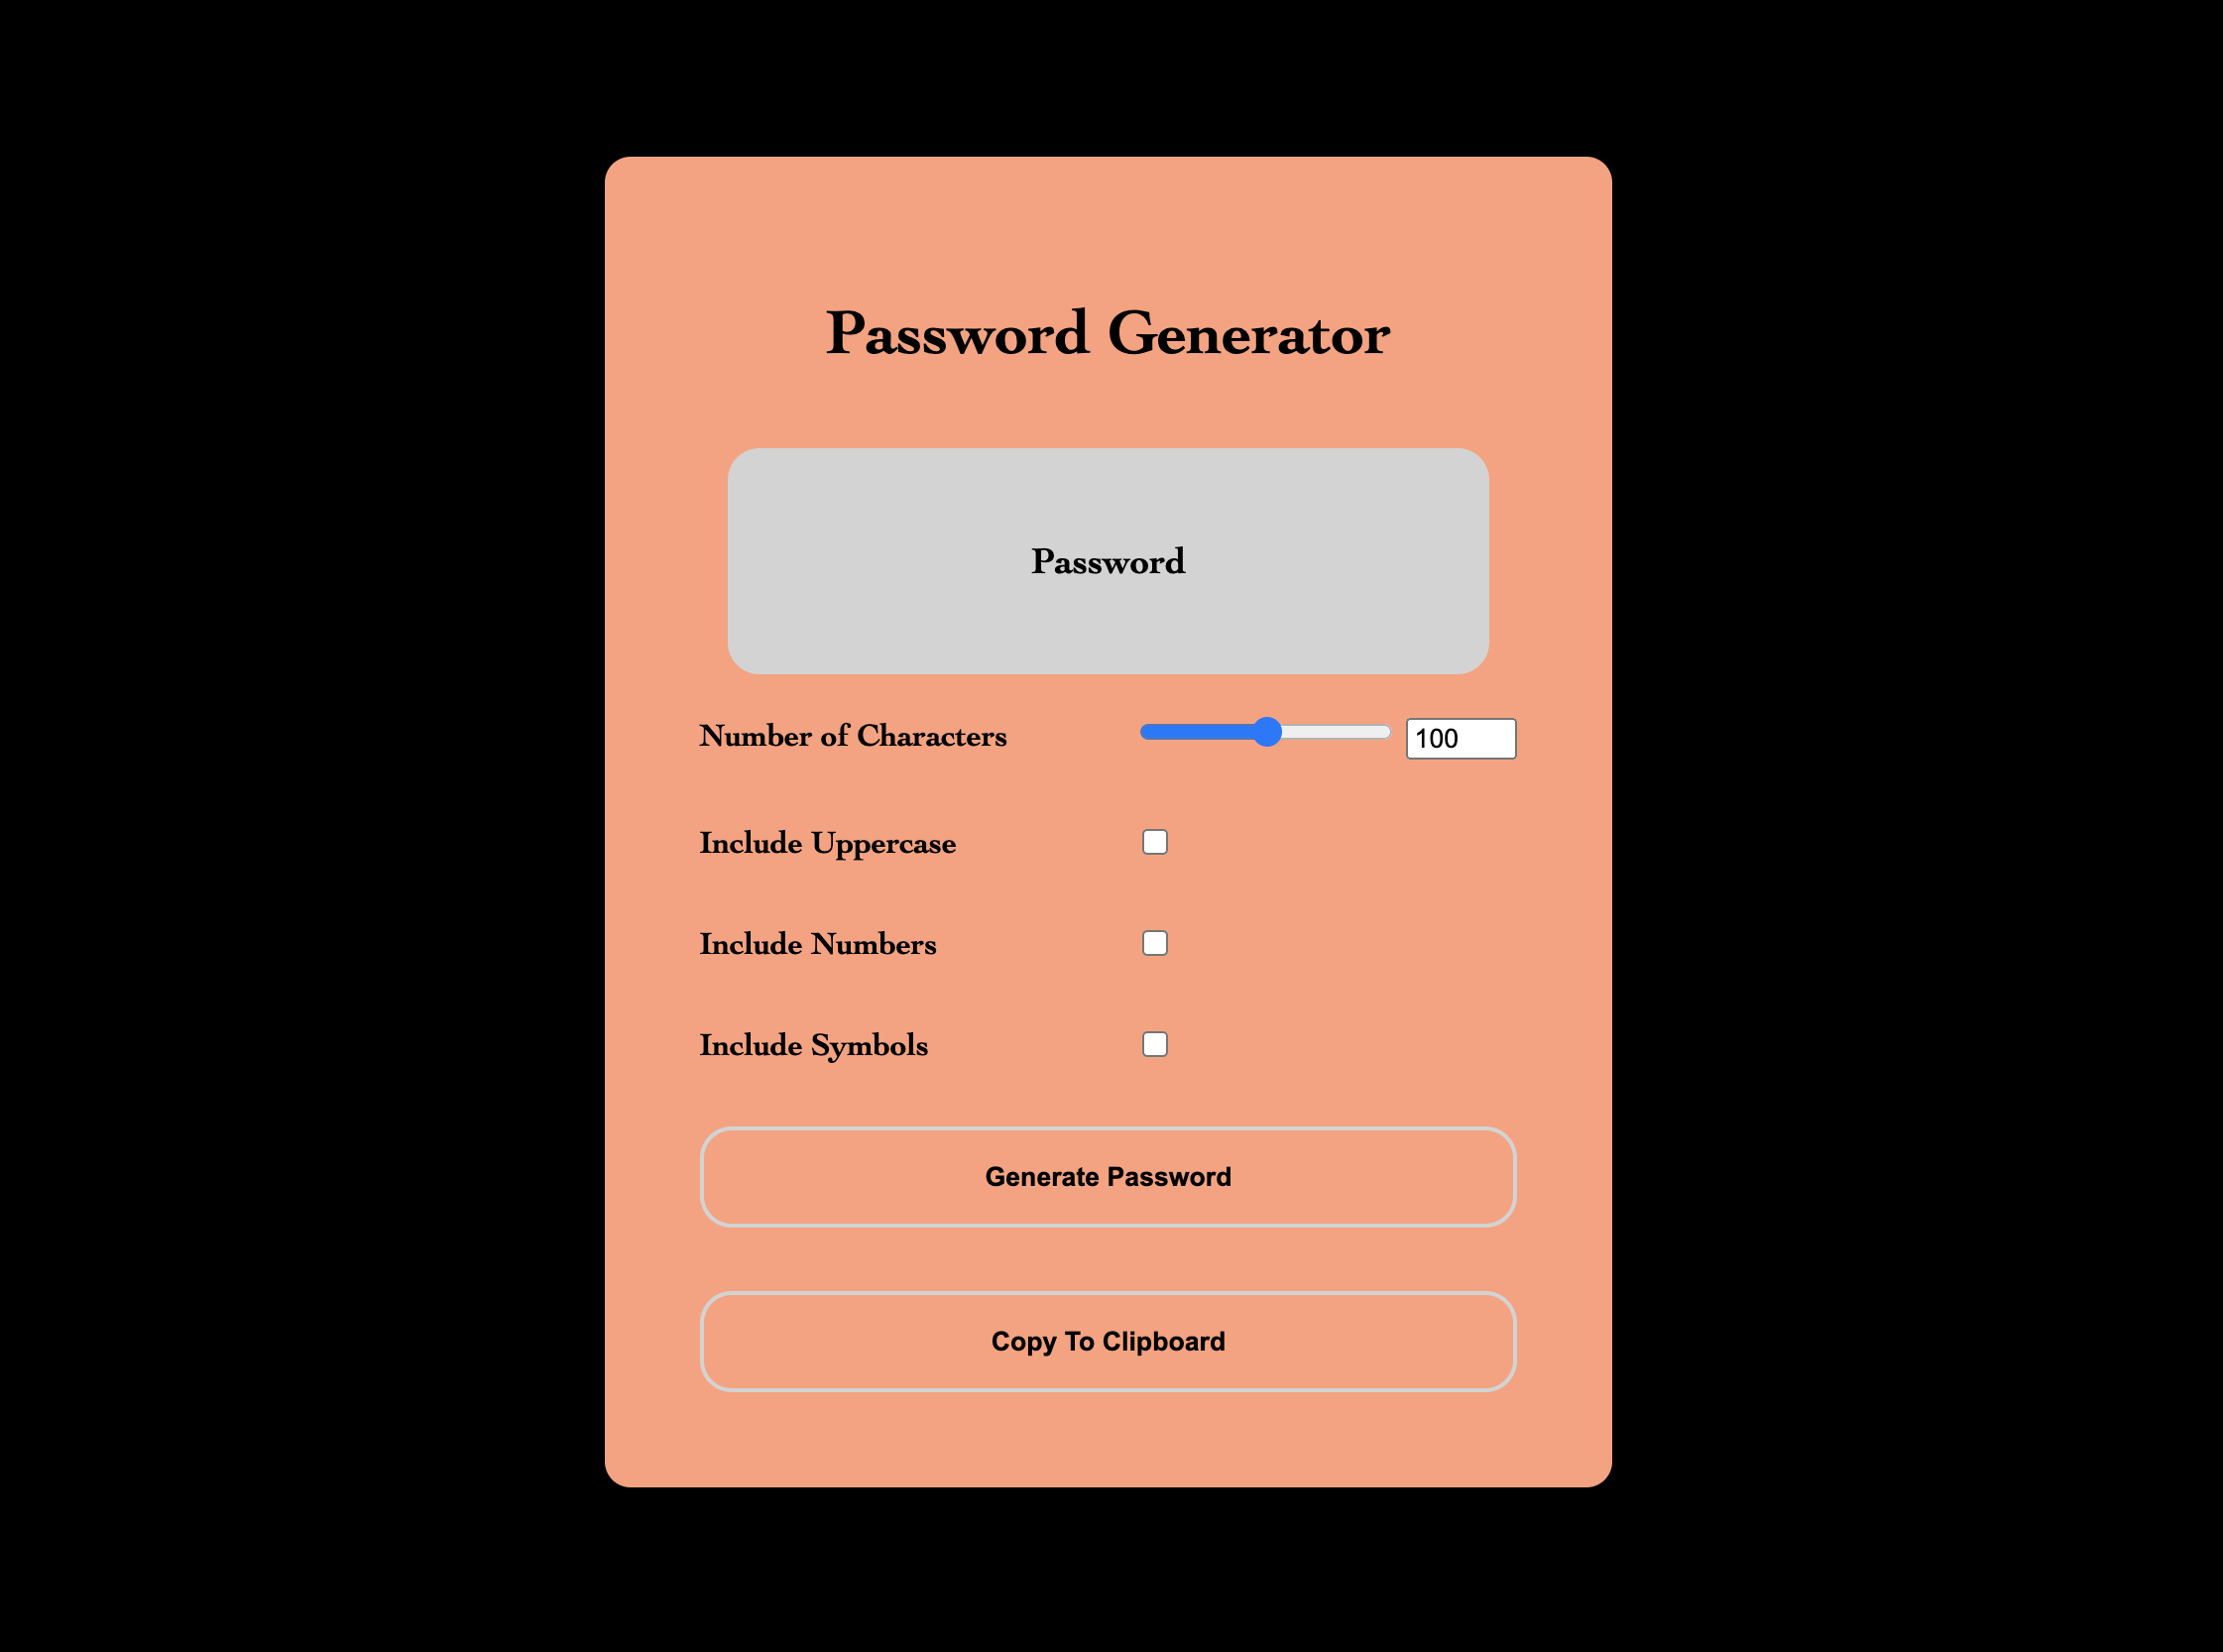 Password Generator
Password
Number of Characters 100
Include Uppercase
Include Numbers
Include Symbols
Generate Password
Copy To Clipboard